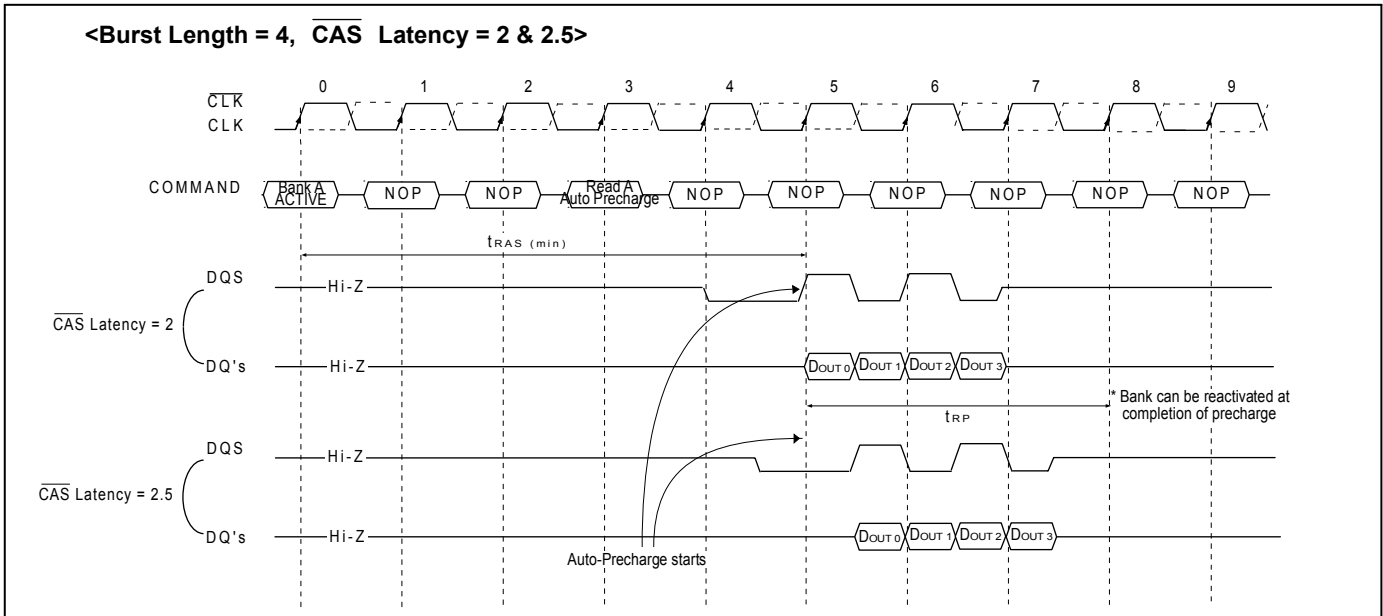 <Burst Length = 4, CAS Latency = 2 & 2.5>
0 1 2 3 4 5 6 7 8 9
CLK
CLK
COMMAND
Bank A
ACTIVE
NOP
NOP
Read A
Auto Precharge
NOP
NOP
NOP
NOP
NOP
NOP
tRAS (min)
DQS
Hi-Z
CAS Latency = 2
DQ's
Hi-Z
DOUT 0 DOUT 1 DOUT 2 DOUT 3
* Bank can be reactivated at
completion of precharge
tRP
DQS
Hi-Z
CAS Latency = 2.5
DQ's
Hi-Z
DOUT 0 DOUT 1 DOUT 2 DOUT 3
Auto-Precharge starts